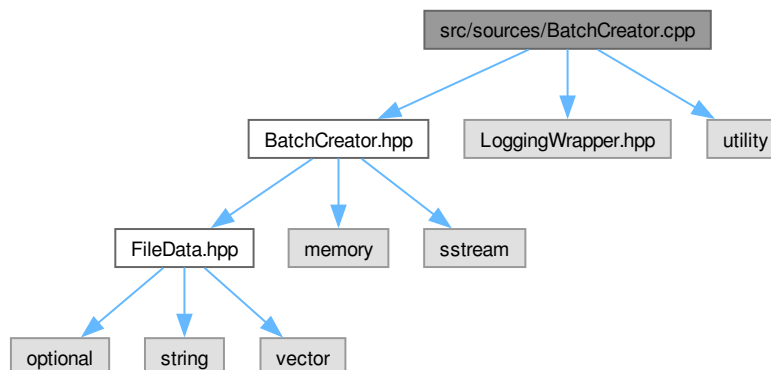 src/sources/BatchCreator.cpp
BatchCreator.hpp
LoggingWrapper.hpp
utility
FileData.hpp
memory
sstream
optional
string
vector